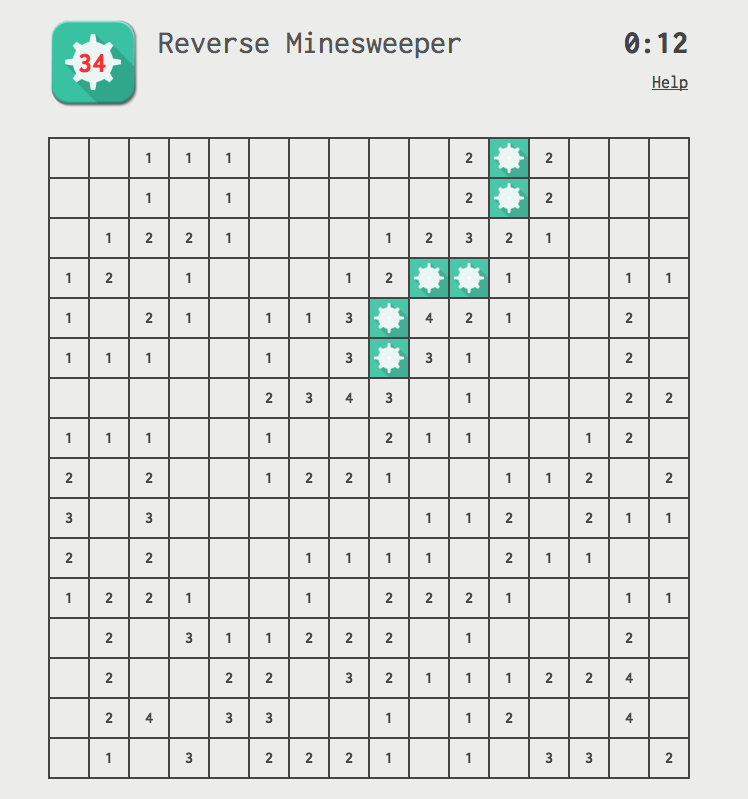 34 Reverse Minesweeper 0:12
Help
1 1 1 2 2
1 1 2 2
1 2 2 1 1 2 3 2 1
1 2 1 1 2 1 1 1
1 2 1 1 1 3 4 2 1 2
1 1 1 1 3 3 1 2
2 3 4 3 1 2 2
1 1 1 1 2 1 1 1 2
2 2 1 2 2 1 1 1 2 2
3 3 1 1 2 2 1 1
2 2 1 1 1 1 2 1 1
1 2 2 1 1 2 2 2 1 1 1
2 3 1 1 2 2 2 1 2
2 2 2 3 2 1 1 1 2 2 4
2 4 3 3 1 1 2 4
1 3 2 2 2 1 1 3 3 2